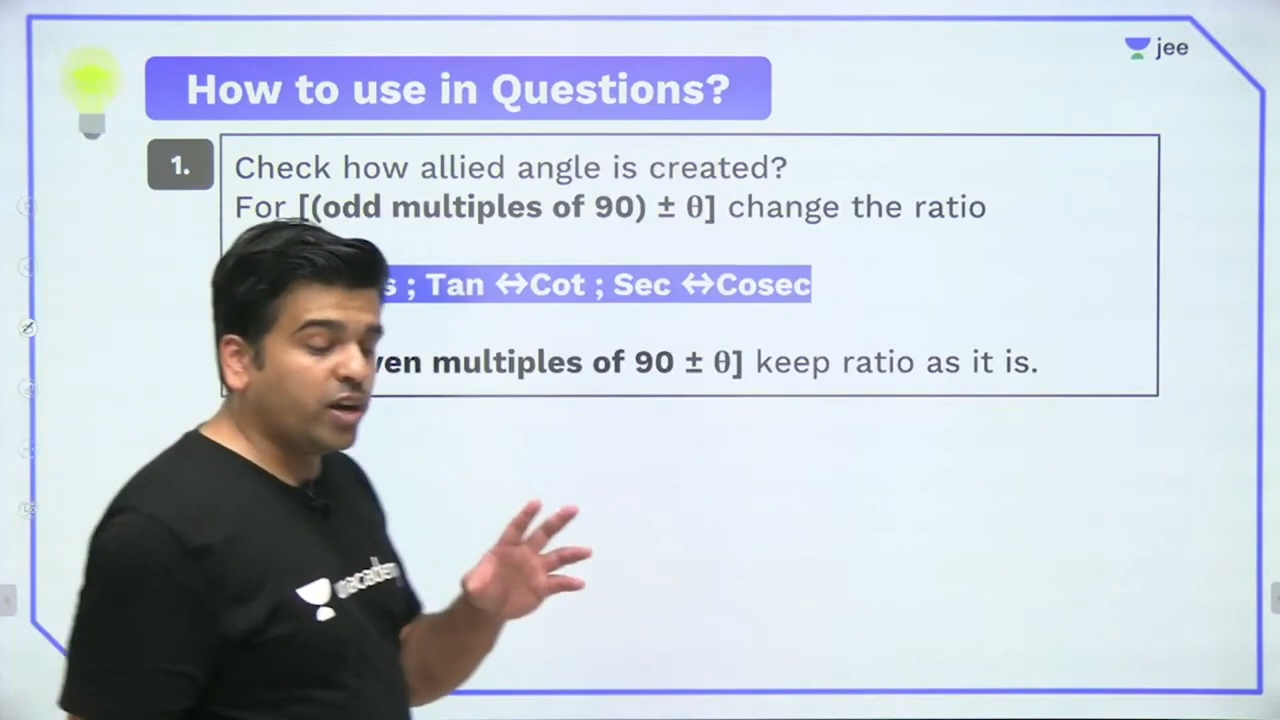 jee
How to use in Questions?
1.
Check how allied angle is created?
For [(odd multiples of 90) ± θ] change the ratio
; Tan ↔Cot ; Sec ↔Cosec
multiples of 90 ± θ] keep ratio as it is.
unacademy